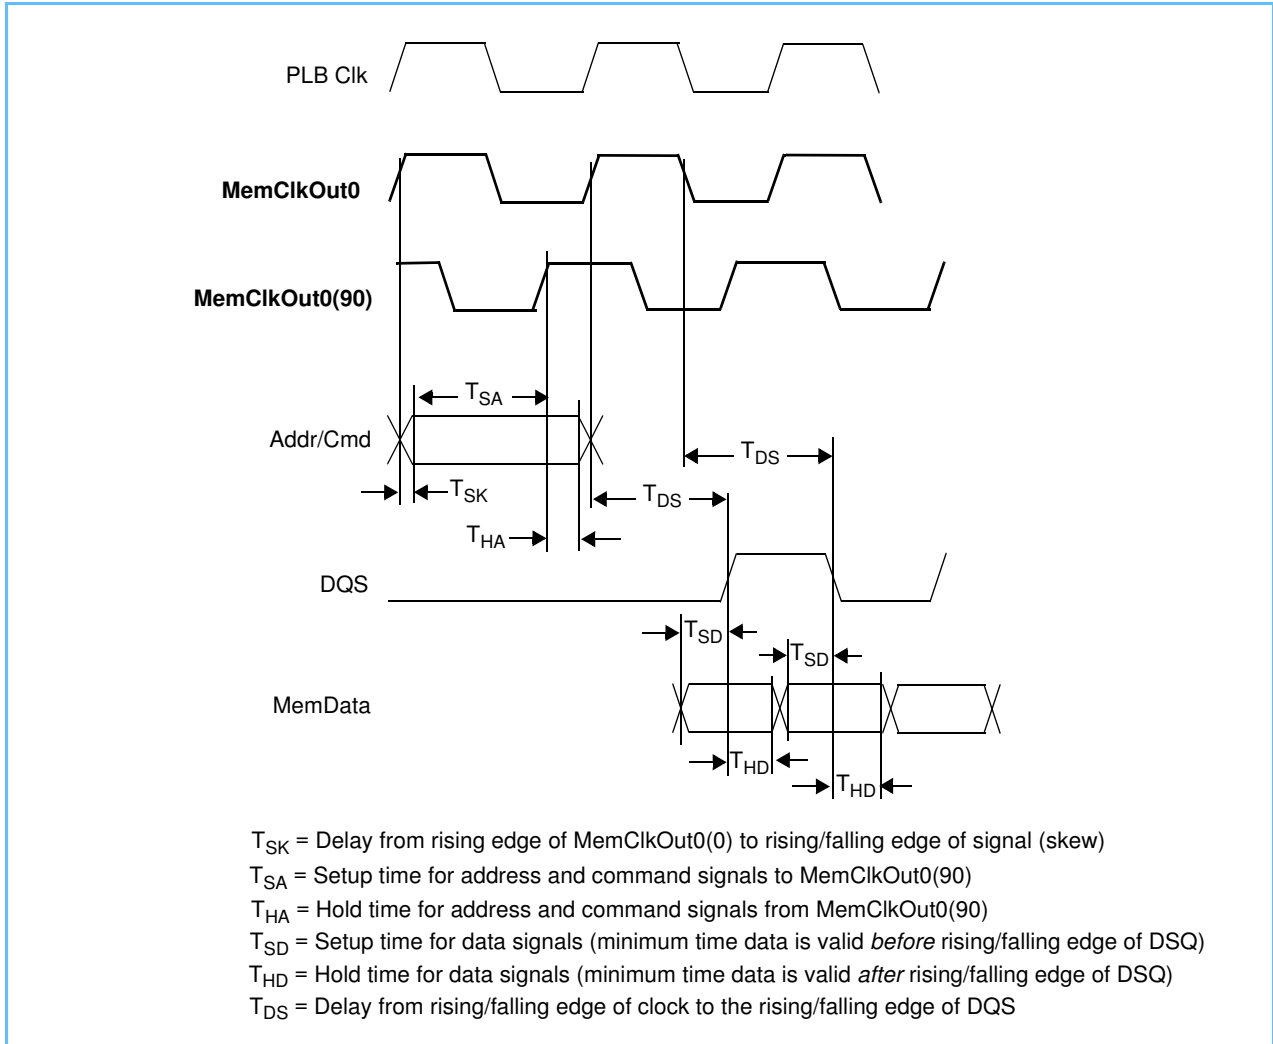 PLB Clk
MemClkOut0
MemClkOut0(90)
TSA
Addr/Cmd
TDS
TSK
TDS
THA
DQS
TSD
TSD
MemData
THD
THD
TSK = Delay from rising edge of MemClkOut0(0) to rising/falling edge of signal (skew)
TSA = Setup time for address and command signals to MemClkOut0(90)
THA = Hold time for address and command signals from MemClkOut0(90)
TSD = Setup time for data signals (minimum time data is valid before rising/falling edge of DSQ)
THD = Hold time for data signals (minimum time data is valid after rising/falling edge of DSQ)
TDS = Delay from rising/falling edge of clock to the rising/falling edge of DQS